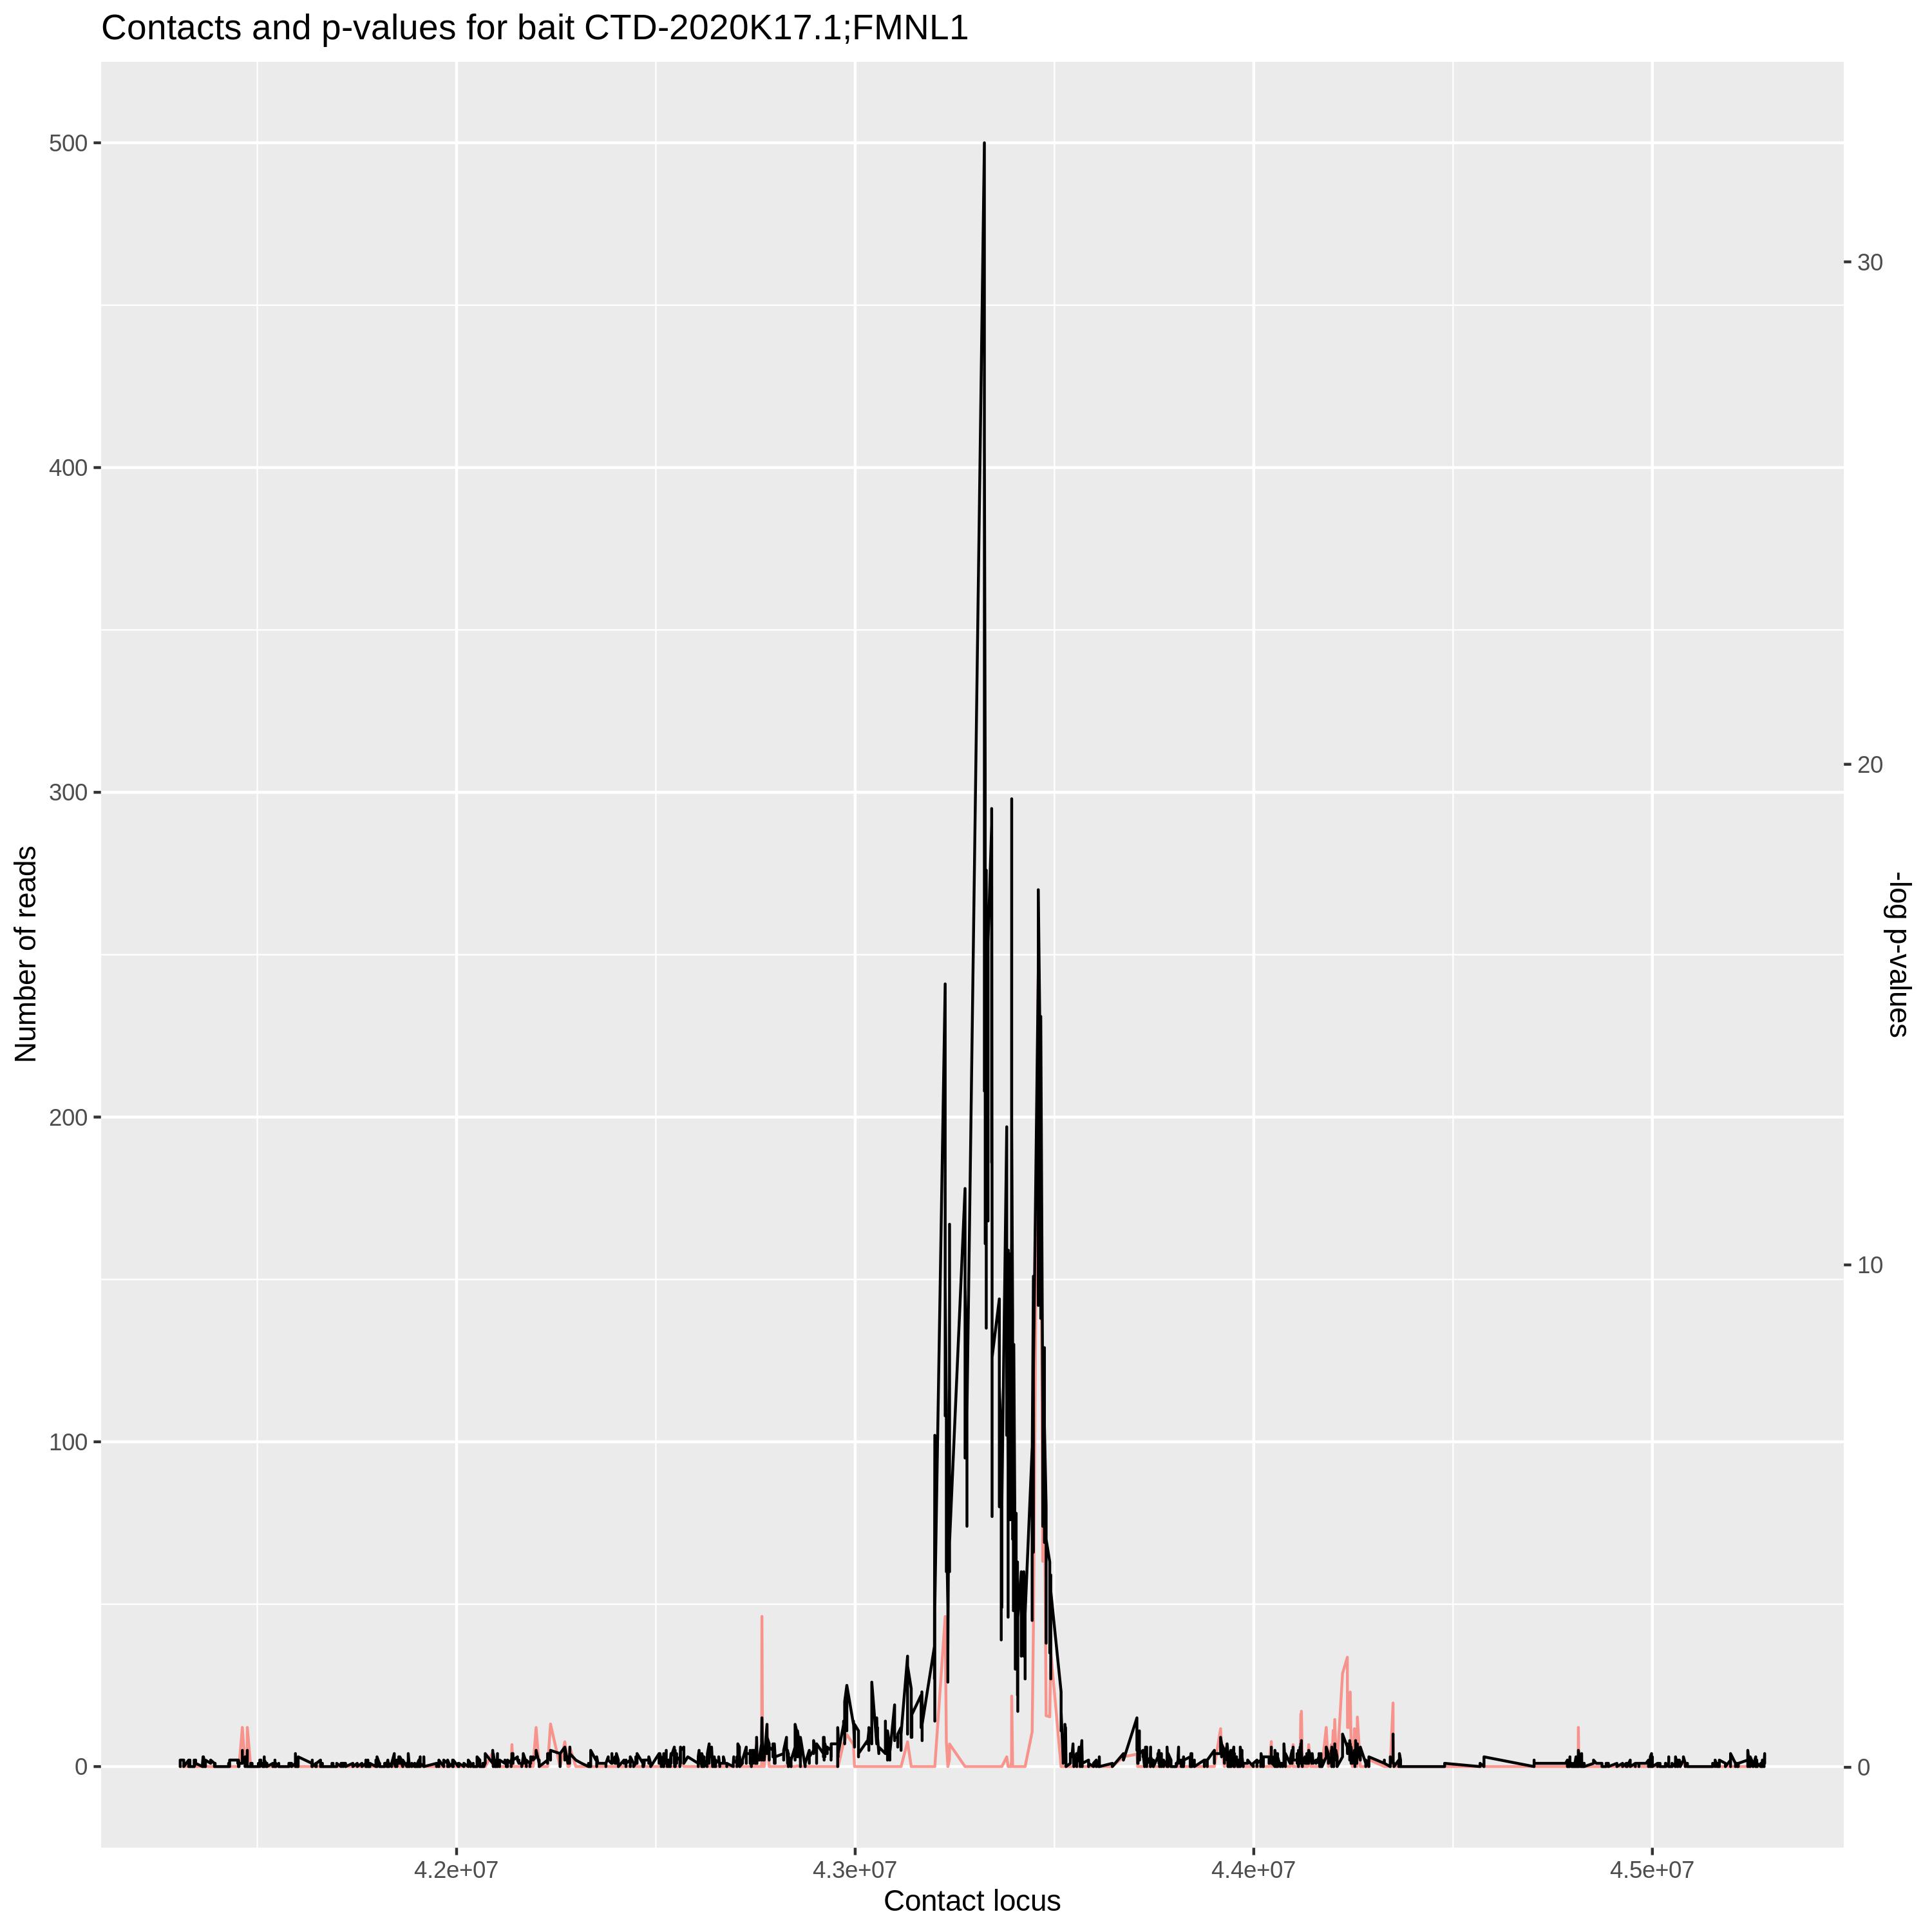 Contacts and p-values for bait CTD-2020K17.1;FMNL1
500
400
300
200
100
0
Number of reads
30
20
10
0
-log p-values
4.2e+07
4.3e+07
4.4e+07
4.5e+07
Contact locus